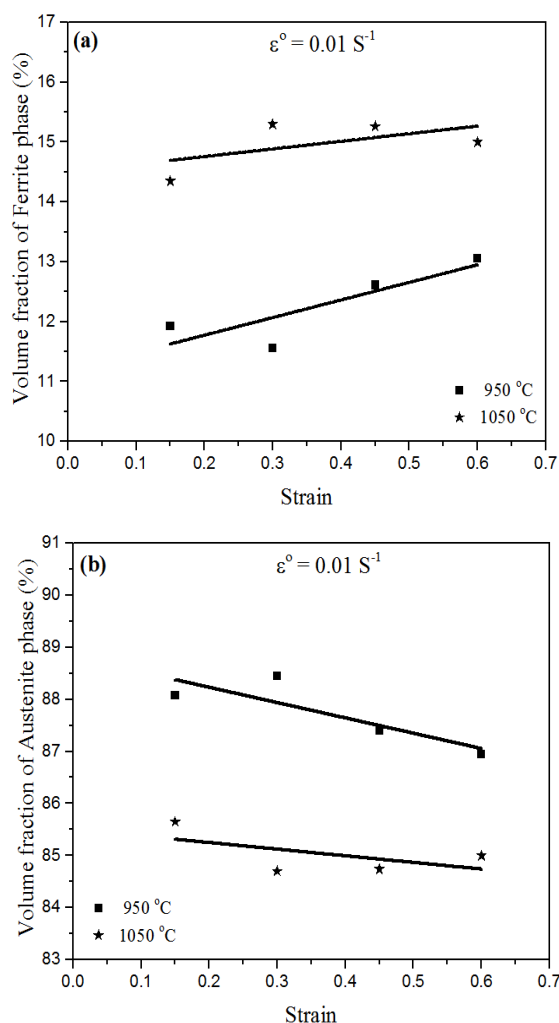 17
(a)
ε° = 0.01 S⁻¹
16
15
14
13
12
11
10
Volume fraction of Ferrite phase (%)
950 °C
1050 °C
0.0 0.1 0.2 0.3 0.4 0.5 0.6 0.7
Strain
91
(b)
ε° = 0.01 S⁻¹
90
89
88
87
86
85
84
83
Volume fraction of Austenite phase (%)
950 °C
1050 °C
0.0 0.1 0.2 0.3 0.4 0.5 0.6 0.7
Strain